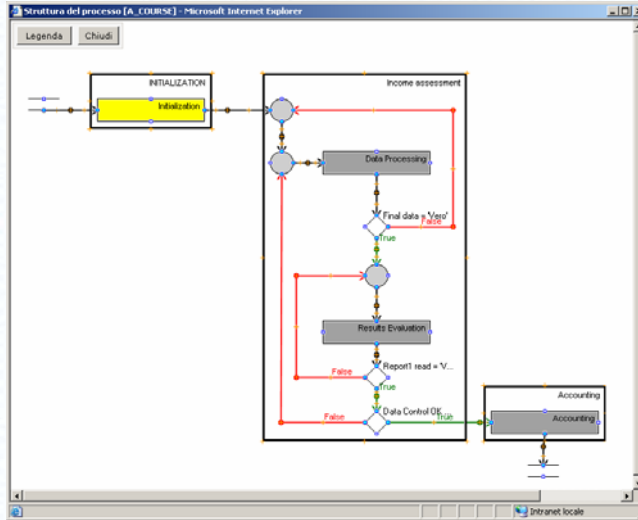 Struttura del processo [A_COURSE] - Microsoft Internet Explorer
Legenda
Chiudi
INITIALIZATION
Initialization
Income assessment
Data Processing
Final data = 'Vero'
False
True
Results Evaluation
Report1 read = 'V...
False
True
Data Control OK
False
True
Accounting
Accounting
Intranet locale